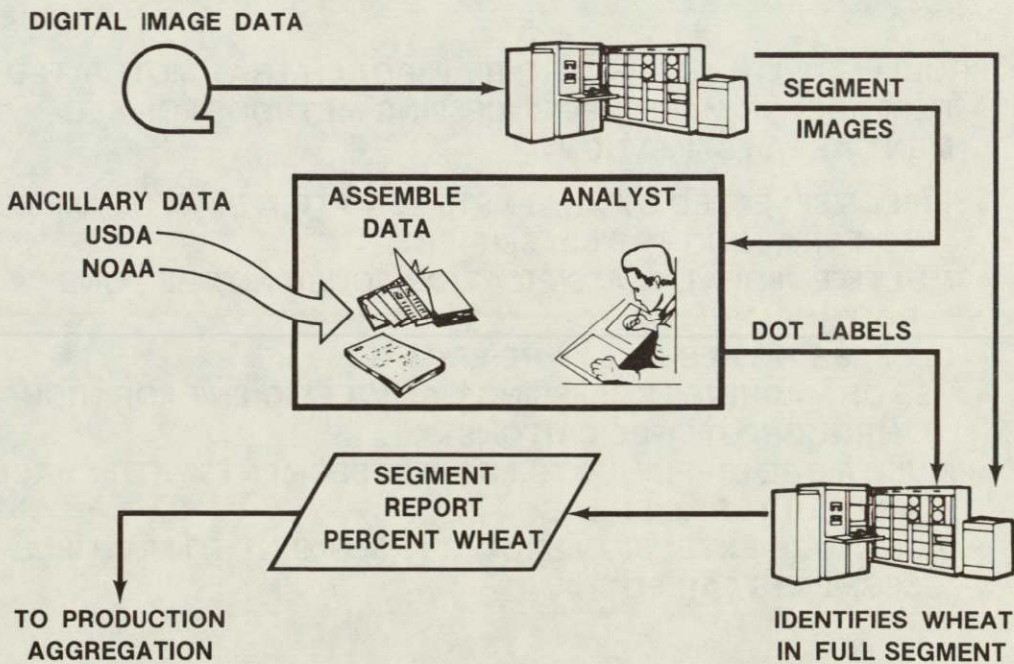 DIGITAL IMAGE DATA
SEGMENT
IMAGES
ANCILLARY DATA
USDA
NOAA
ASSEMBLE
DATA
ANALYST
DOT LABELS
SEGMENT
REPORT
PERCENT WHEAT
TO PRODUCTION
AGGREGATION
IDENTIFIES WHEAT
IN FULL SEGMENT